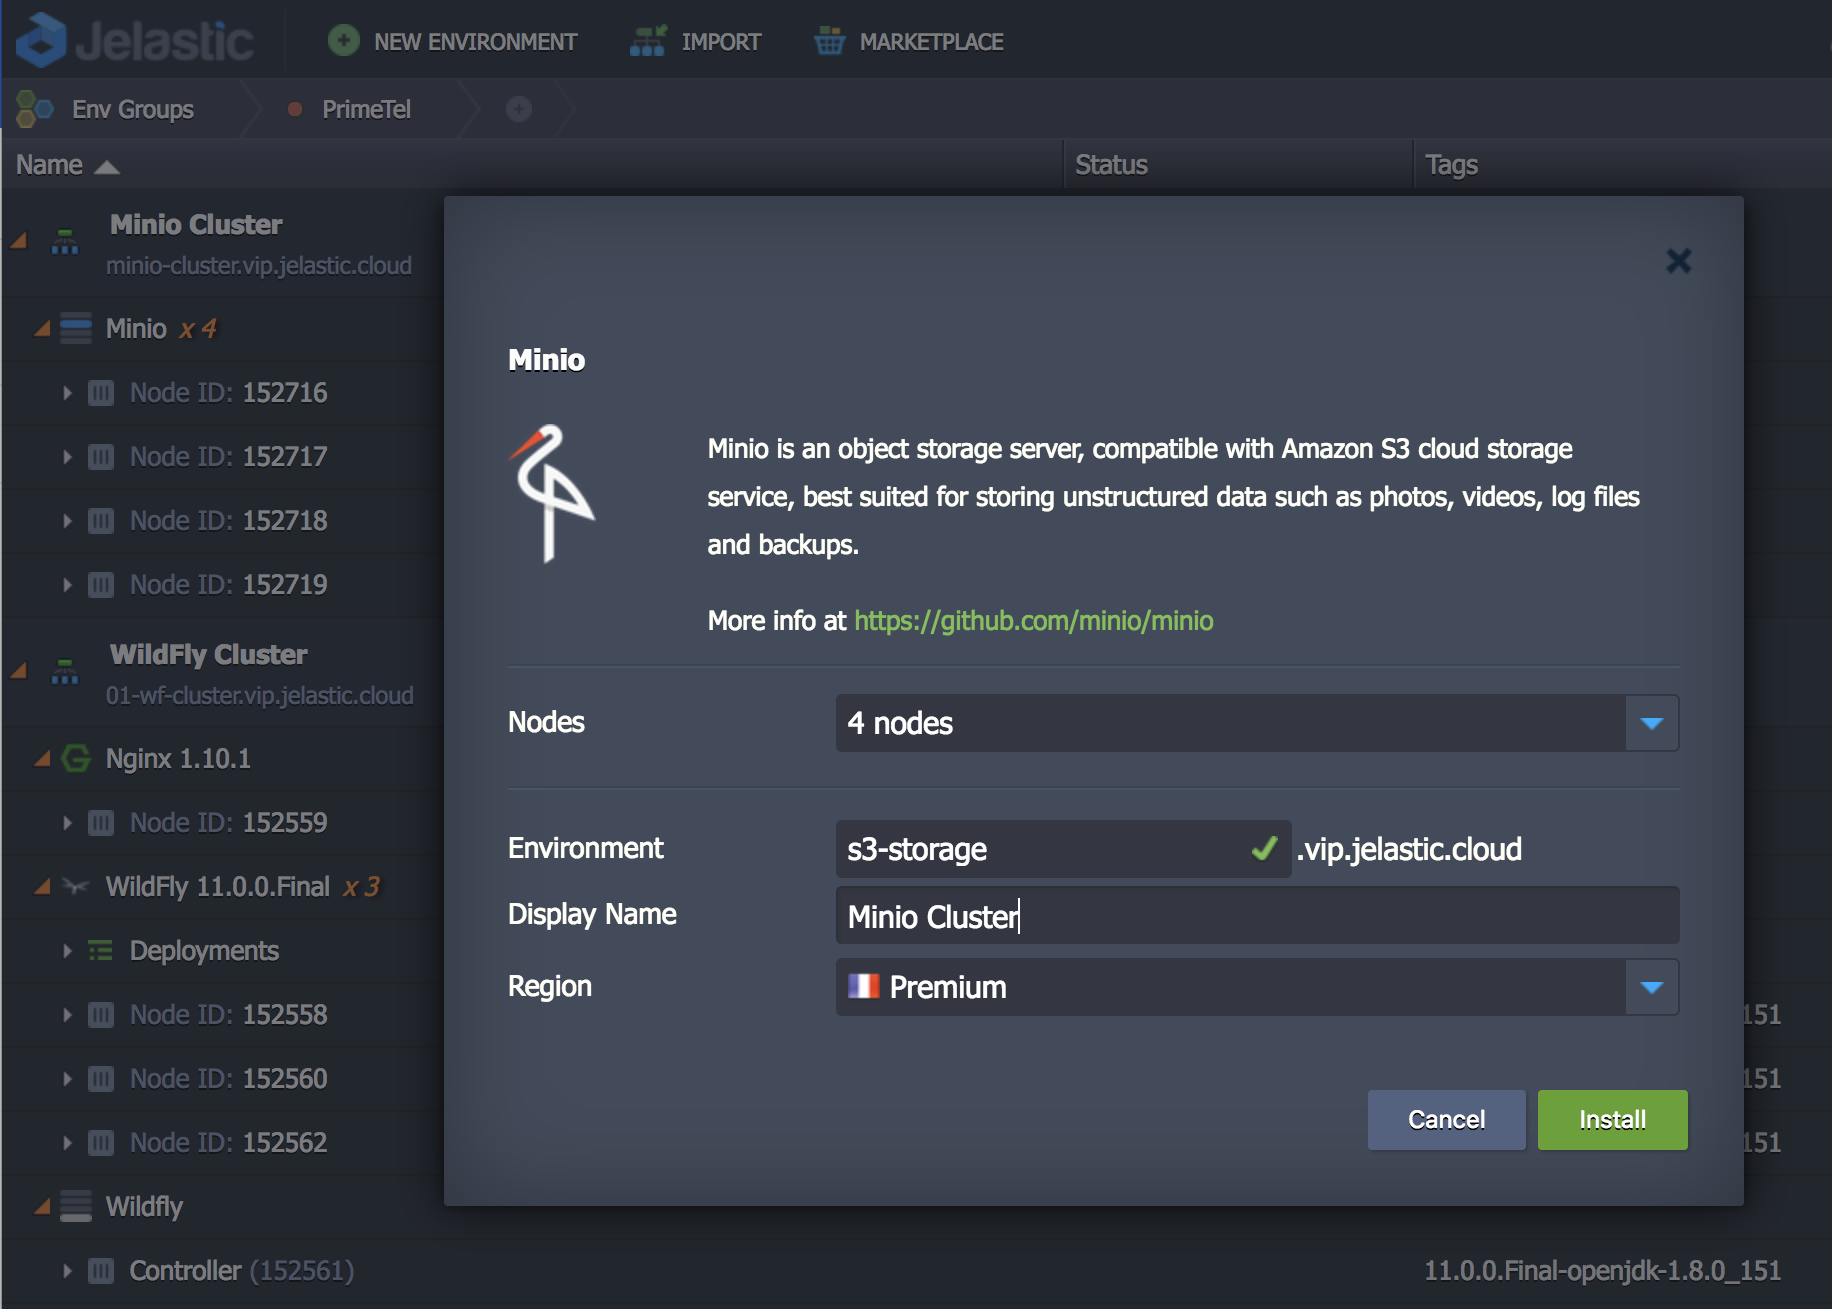 Jelastic
NEW ENVIRONMENT
IMPORT
MARKETPLACE
Env Groups
PrimeTel
Name
Status
Tags
Minio Cluster
minio-cluster.vip.jelastic.cloud
Minio x 4
Node ID: 152716
Node ID: 152717
Node ID: 152718
Node ID: 152719
WildFly Cluster
01-wf-cluster.vip.jelastic.cloud
Nginx 1.10.1
Node ID: 152559
WildFly 11.0.0.Final x 3
Deployments
Node ID: 152558
151
Node ID: 152560
151
Node ID: 152562
151
Wildfly
Controller (152561)
11.0.0.Final-openjdk-1.8.0_151
Minio
Minio is an object storage server, compatible with Amazon S3 cloud storage
service, best suited for storing unstructured data such as photos, videos, log files
and backups.
More info at https://github.com/minio/minio
Nodes
4 nodes
Environment
s3-storage
.vip.jelastic.cloud
Display Name
Minio Cluster
Region
Premium
Cancel
Install